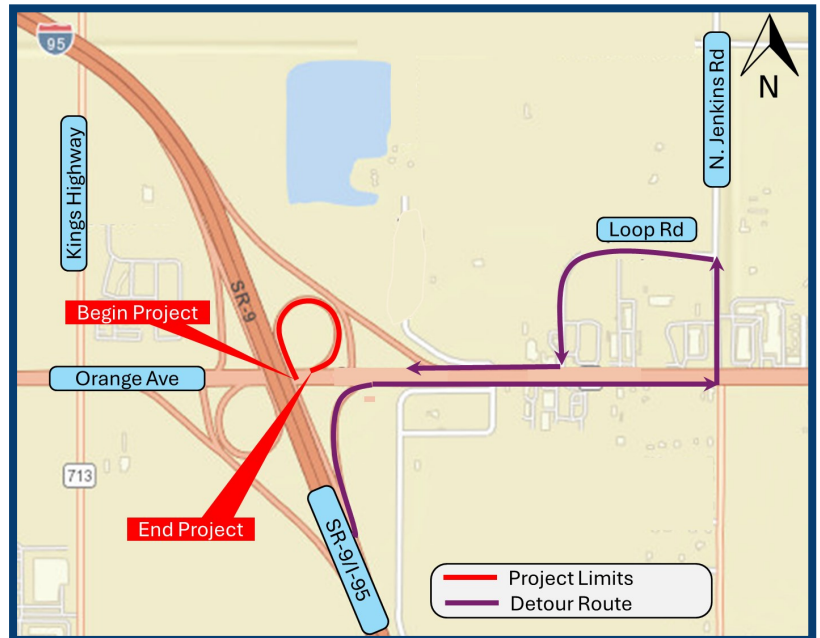 95
N. Jenkins Rd
N
Kings Highway
Loop Rd
SR-9
Begin Project
Orange Ave
713
End Project
SR-9/I-95
Project Limits
Detour Route